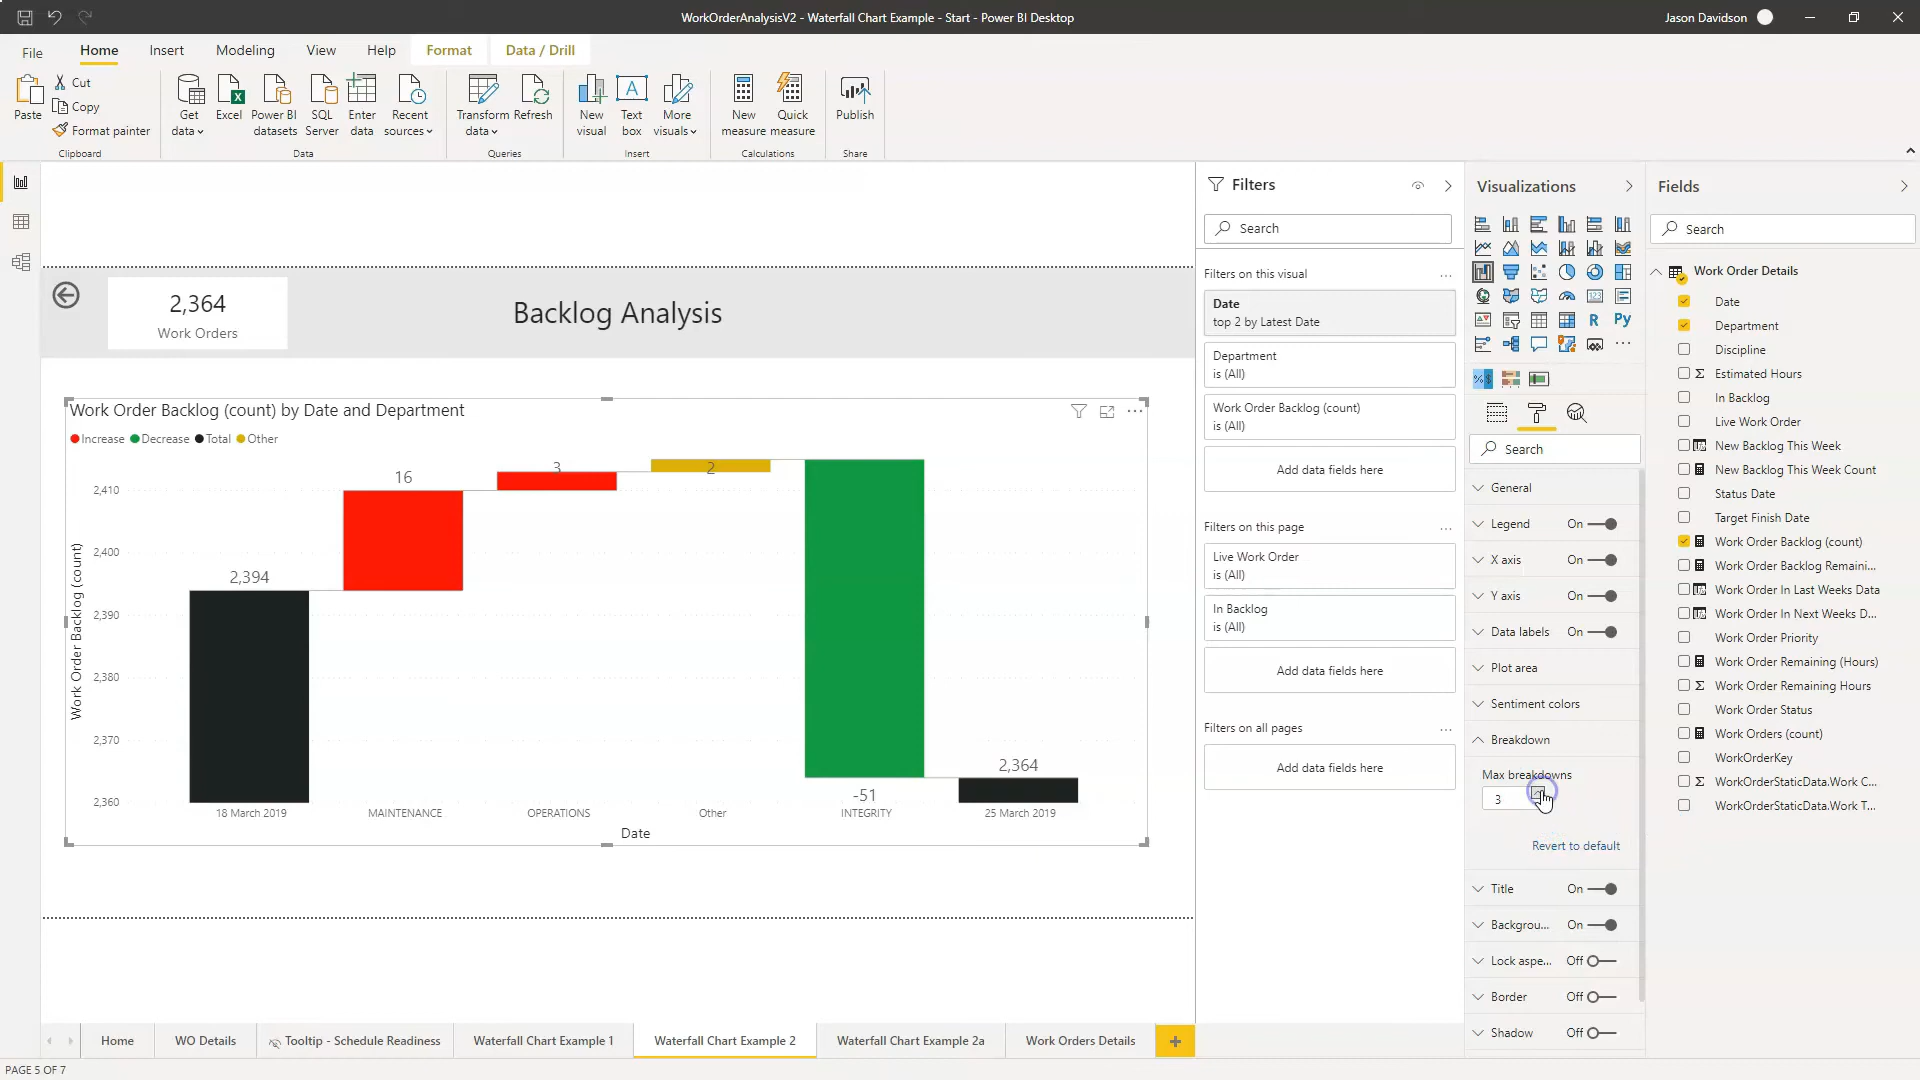 WorkOrderAnalysisV2 - Waterfall Chart Example - Start - Power BI Desktop
Jason Davidson
File
Home
Insert
Modeling
View
Help
Format
Data / Drill
Paste
Cut
Copy
Format painter
Clipboard
Get data
Excel
Power BI datasets
SQL Server
Enter data
Recent sources
Data
Transform data
Refresh
Queries
New visual
A
Text box
More visuals
Insert
New measure
Quick measure
Calculations
Publish
Share
2,364
Work Orders
Backlog Analysis
Work Order Backlog (count) by Date and Department
Increase
Decrease
Total
Other
Work Order Backlog (count)
2,410
2,400
2,390
2,380
2,370
2,360
2,394
16
3
2
-51
2,364
18 March 2019
MAINTENANCE
OPERATIONS
Other
INTEGRITY
25 March 2019
Date
Filters
Search
Filters on this visual
...
Date
top 2 by Latest Date
Department
is (All)
Work Order Backlog (count)
is (All)
Add data fields here
Filters on this page
...
Live Work Order
is (All)
In Backlog
is (All)
Add data fields here
Filters on all pages
...
Add data fields here
Visualizations
123
R
Py
...
Search
General
Legend On
X axis On
Y axis On
Data labels On
Plot area
Sentiment colors
Breakdown
Max breakdowns
3
Revert to default
Title On
Backgrou... On
Lock aspe... Off
Border Off
Shadow Off
Fields
Search
Work Order Details
Date
Department
Discipline
Σ Estimated Hours
In Backlog
Live Work Order
New Backlog This Week
New Backlog This Week Count
Status Date
Target Finish Date
Work Order Backlog (count)
Work Order Backlog Remaini...
Work Order In Last Weeks Data
Work Order In Next Weeks D...
Work Order Priority
Work Order Remaining (Hours)
Σ Work Order Remaining Hours
Work Order Status
Work Orders (count)
WorkOrderKey
Σ WorkOrderStaticData.Work C...
WorkOrderStaticData.Work T...
Home
WO Details
Tooltip - Schedule Readiness
Waterfall Chart Example 1
Waterfall Chart Example 2
Waterfall Chart Example 2a
Work Orders Details
+
PAGE 5 OF 7